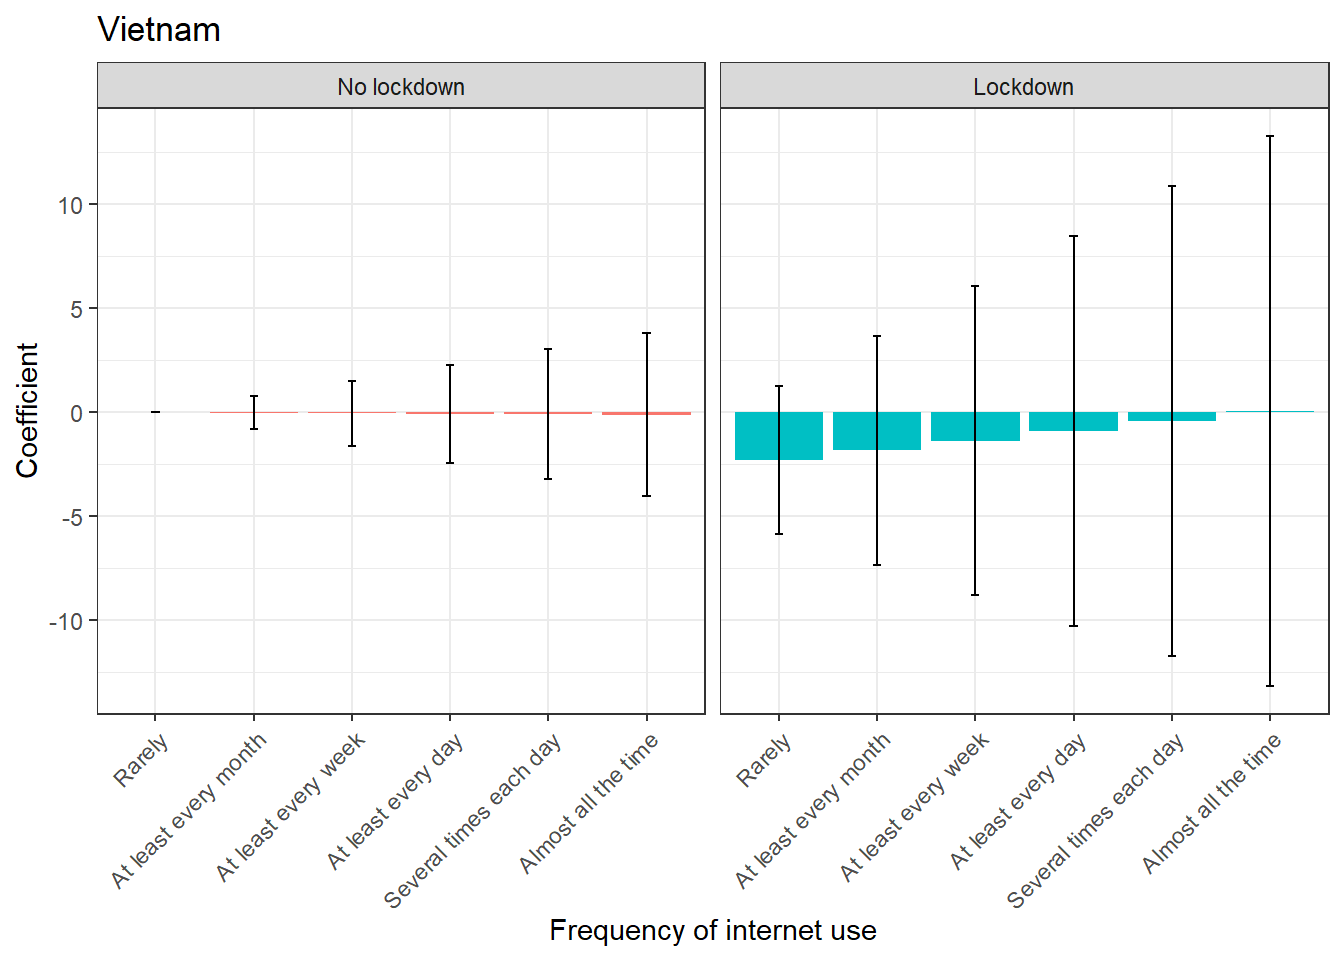 Vietnam
No lockdown
Lockdown
Coefficient
10
5
0
-5
-10
Rarely
At least every month
At least every week
At least every day
Several times each day
Almost all the time
Rarely
At least every month
At least every week
At least every day
Several times each day
Almost all the time
Frequency of internet use